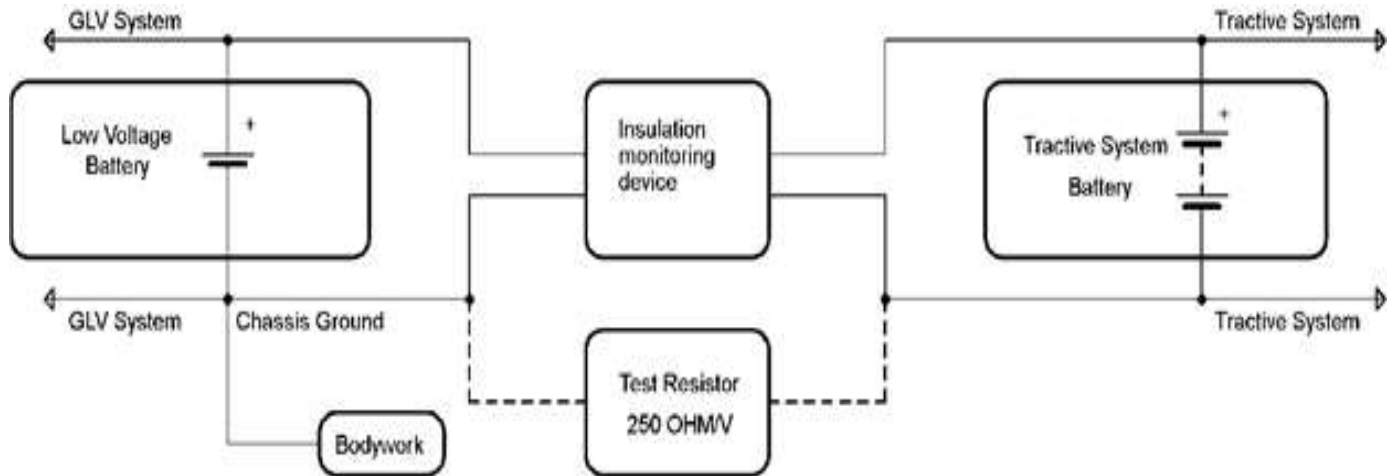 GLV System
Tractive System
Low Voltage
Battery
+
Insulation
monitoring
device
Tractive System
Battery
+
GLV System
Chassis Ground
Tractive System
Test Resistor
250 OHM/V
Bodywork